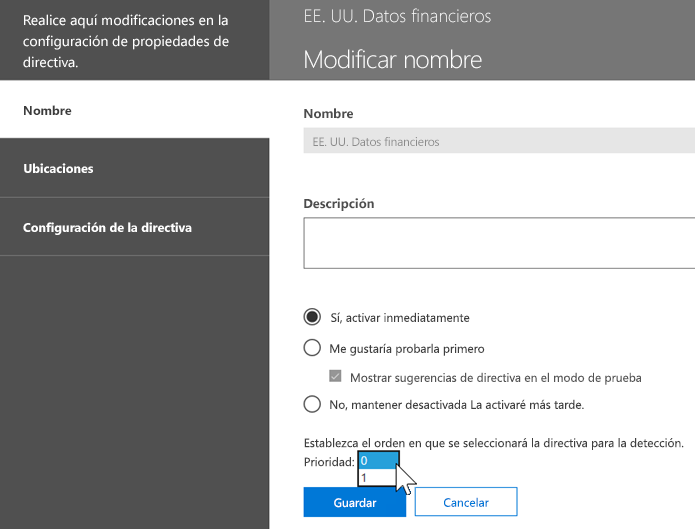 Realice aquí modificaciones en la
configuración de propiedades de
directiva.
Nombre
Ubicaciones
Configuración de la directiva
EE. UU. Datos financieros
Modificar nombre
Nombre
EE. UU. Datos financieros
Descripción
Sí, activar inmediatamente
Me gustaría probarla primero
Mostrar sugerencias de directiva en el modo de prueba
No, mantener desactivada La activaré más tarde.
Establezca el orden en que se seleccionará la directiva para la detección.
Prioridad: 0
1
Guardar
Cancelar